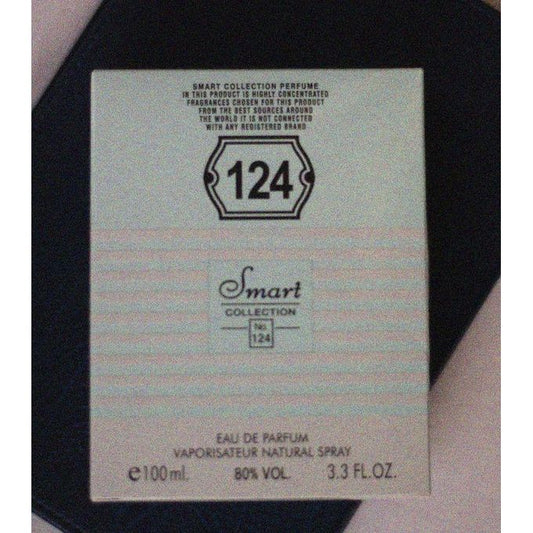 SMART COLLECTION PERFUME
IN THIS PRODUCT IS HIGHLY CONCENTRATED
FRAGRANCES CHOSEN FOR THIS PRODUCT
FROM THE BEST SOURCES AROUND
THE WORLD IT IS NOT CONNECTED
WITH ANY REGISTERED BRAND
124
Smart
COLLECTION
No.
124
EAU DE PARFUM
VAPORISATEUR NATURAL SPRAY
e100ml. 80% VOL. 3.3 FL.OZ.